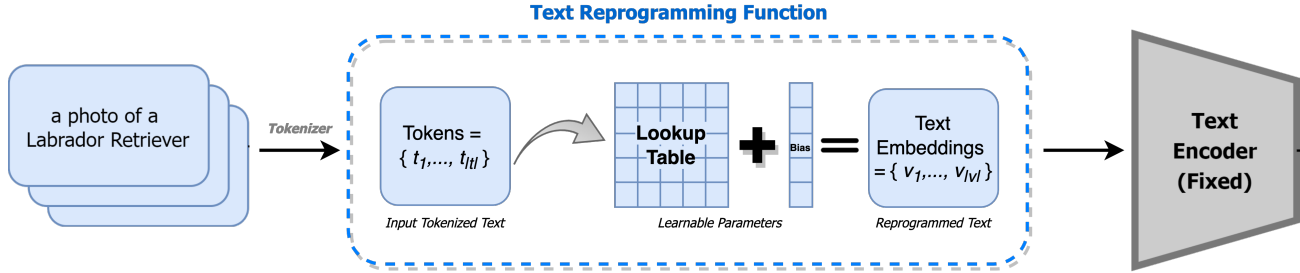 Text Reprogramming Function
a photo of a
Labrador Retriever
Tokenizer
Tokens =
{ t1,..., t|t| }
Input Tokenized Text
Lookup
Table
Bias
Learnable Parameters
Text
Embeddings
= { v1,..., v|v| }
Reprogrammed Text
Text
Encoder
(Fixed)